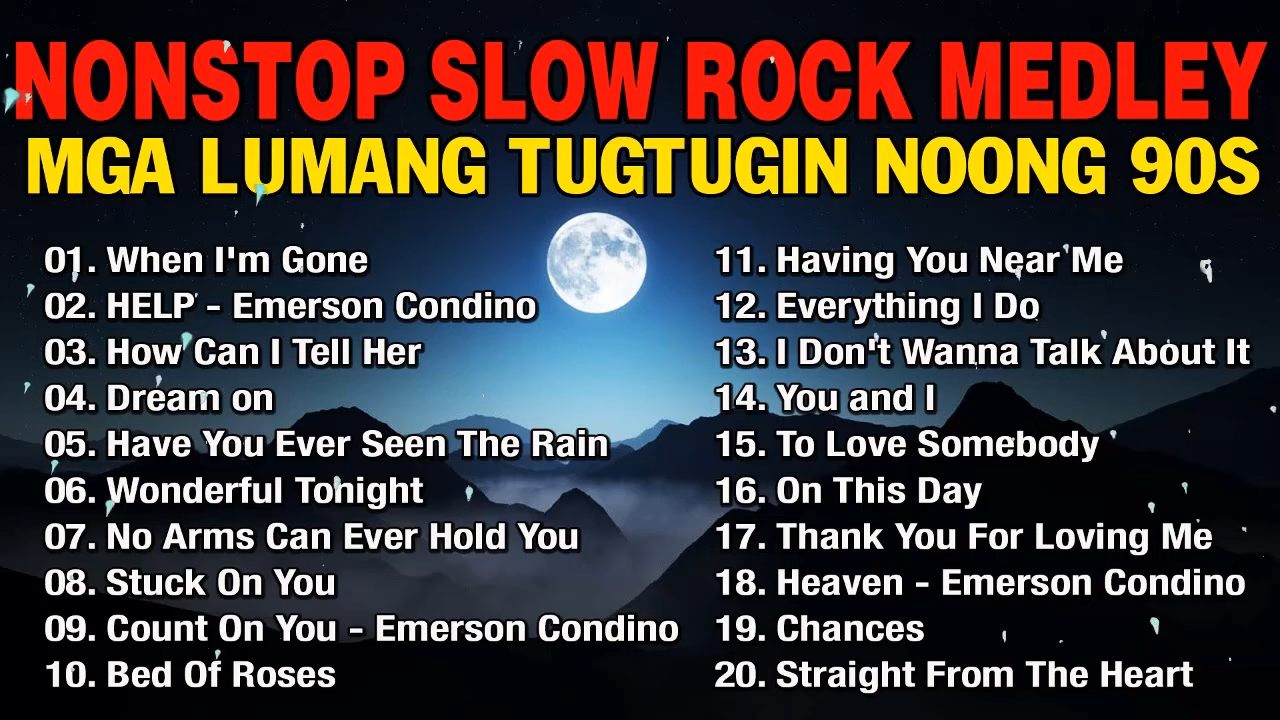 NONSTOP SLOW ROCK MEDLEY
MGA LUMANG TUGTUGIN NOONG 90S
01. When I'm Gone
02. HELP - Emerson Condino
03. How Can I Tell Her
04. Dream on
05. Have You Ever Seen The Rain
06. Wonderful Tonight
07. No Arms Can Ever Hold You
08. Stuck On You
09. Count On You - Emerson Condino
10. Bed Of Roses
11. Having You Near Me
12. Everything I Do
13. I Don't Wanna Talk About It
14. You and I
15. To Love Somebody
16. On This Day
17. Thank You For Loving Me
18. Heaven - Emerson Condino
19. Chances
20. Straight From The Heart